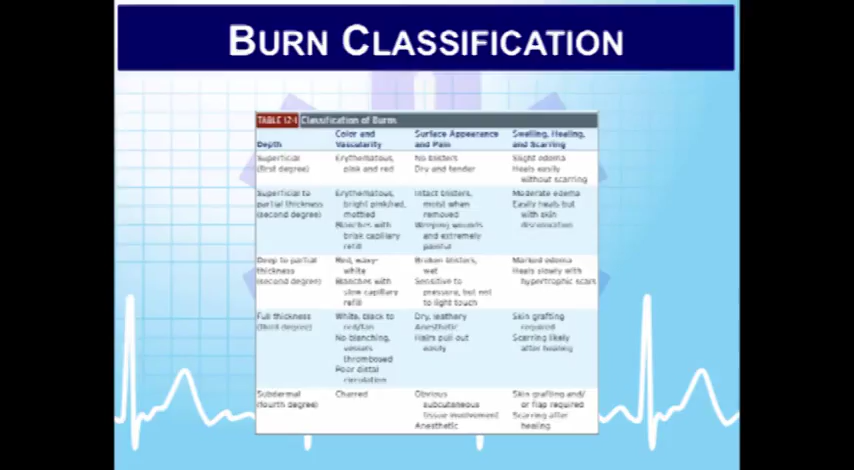 BURN CLASSIFICATION
TABLE 12-1 Classification of Burns
Color and Surface Appearance Swelling, Healing,
Depth Vascularity and Pain and Scarring
Superficial Erythematous, No blisters Slight edema
(first degree) pink and red Dry and tender Heals easily
without scarring
Superficial to Erythematous, Intact blisters, Moderate edema
partial thickness bright pink/red, moist when Easily heals but
(second degree) mottled removed with skin
Blanches with Weeping wounds discoloration
brisk capillary and extremely
refill painful
Deep to partial Red, waxy- Broken blisters, Marked edema
thickness white wet Heals slowly with
(second degree) Blanches with Sensitive to hypertrophic scars
slow capillary pressure, but not
refill to light touch
Full thickness White, black to Dry, leathery Skin grafting
(third degree) red/tan Anesthetic required
No blanching, Hairs pull out Scarring likely
vessels easily after healing
thrombosed
Poor distal
circulation
Subdermal Charred Obvious Skin grafting and/
(fourth degree) subcutaneous or flap required
tissue involvement Scarring after
Anesthetic healing